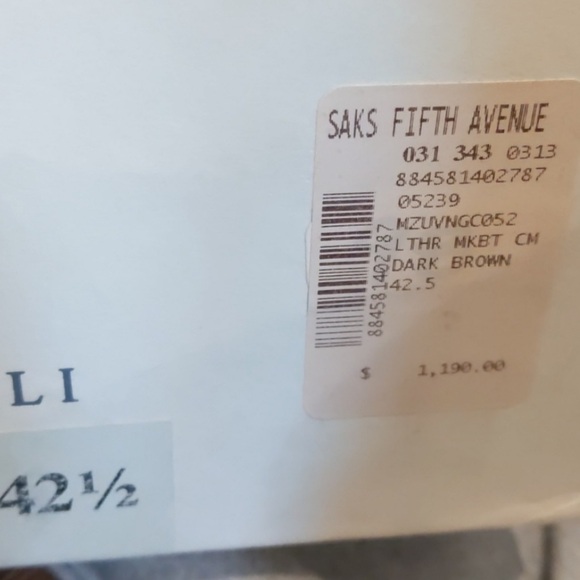 SAKS FIFTH AVENUE
031 343 0313
884581402787
05239
MZUVNGC052
LTHR MKBT CM
DARK BROWN
42.5
884581402787
$ 1,190.00
LI
42½